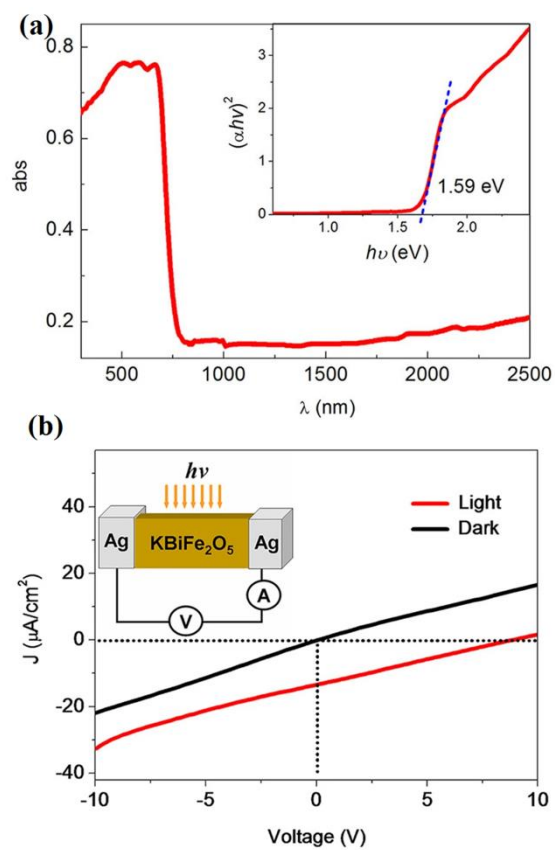 (a)
abs
0.8
0.6
0.4
0.2
500
1000
1500
2000
2500
λ (nm)
(αhν)²
3
2
1
0
1.0
1.5
2.0
hυ (eV)
1.59 eV
(b)
J (μA/cm²)
40
20
0
-20
-40
-10
-5
0
5
10
Voltage (V)
hν
Ag
KBiFe₂O₅
Ag
V
A
Light
Dark